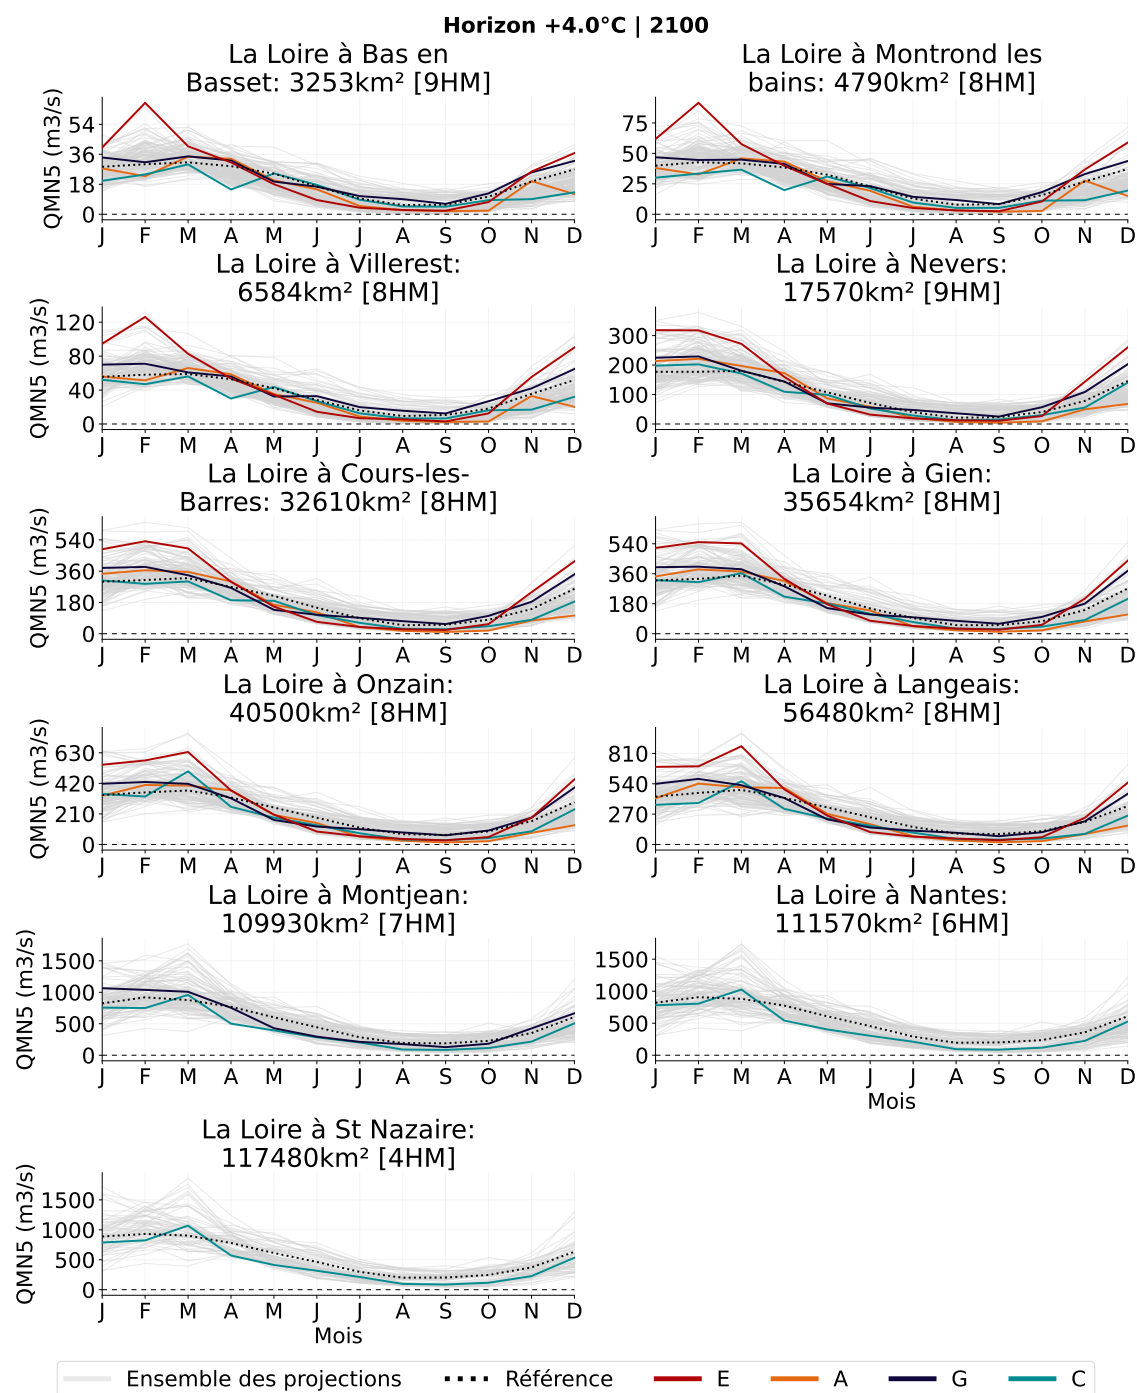 Horizon +4.0°C | 2100
La Loire à Bas en
Basset: 3253km² [9HM]
QMN5 (m3/s)
54
36
18
0
J F M A M J J A S O N D
La Loire à Montrond les
bains: 4790km² [8HM]
75
50
25
0
J F M A M J J A S O N D
La Loire à Villerest:
6584km² [8HM]
QMN5 (m3/s)
120
80
40
0
J F M A M J J A S O N D
La Loire à Nevers:
17570km² [9HM]
300
200
100
0
J F M A M J J A S O N D
La Loire à Cours-les-
Barres: 32610km² [8HM]
QMN5 (m3/s)
540
360
180
0
J F M A M J J A S O N D
La Loire à Gien:
35654km² [8HM]
540
360
180
0
J F M A M J J A S O N D
La Loire à Onzain:
40500km² [8HM]
QMN5 (m3/s)
630
420
210
0
J F M A M J J A S O N D
La Loire à Langeais:
56480km² [8HM]
810
540
270
0
J F M A M J J A S O N D
La Loire à Montjean:
109930km² [7HM]
QMN5 (m3/s)
1500
1000
500
0
J F M A M J J A S O N D
La Loire à Nantes:
111570km² [6HM]
1500
1000
500
0
J F M A M J J A S O N D
Mois
La Loire à St Nazaire:
117480km² [4HM]
QMN5 (m3/s)
1500
1000
500
0
J F M A M J J A S O N D
Mois
Ensemble des projections Référence E A G C